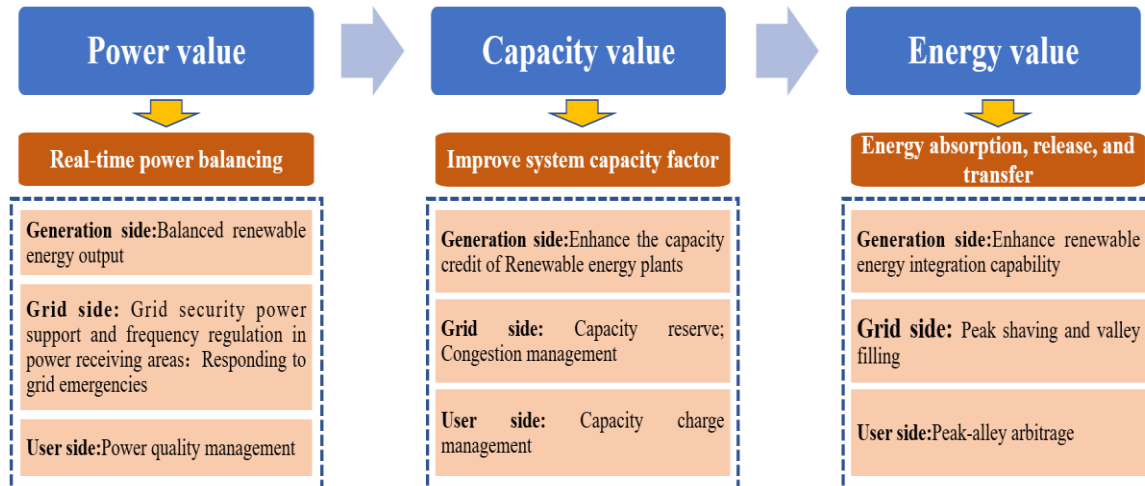 Power value
Capacity value
Energy value
Real-time power balancing
Improve system capacity factor
Energy absorption, release, and
transfer
Generation side:Balanced renewable
energy output
Grid side: Grid security power
support and frequency regulation in
power receiving areas：Responding to
grid emergencies
User side:Power quality management
Generation side:Enhance the capacity
credit of Renewable energy plants
Grid side: Capacity reserve;
Congestion management
User side: Capacity charge
management
Generation side:Enhance renewable
energy integration capability
Grid side: Peak shaving and valley
filling
User side:Peak-alley arbitrage